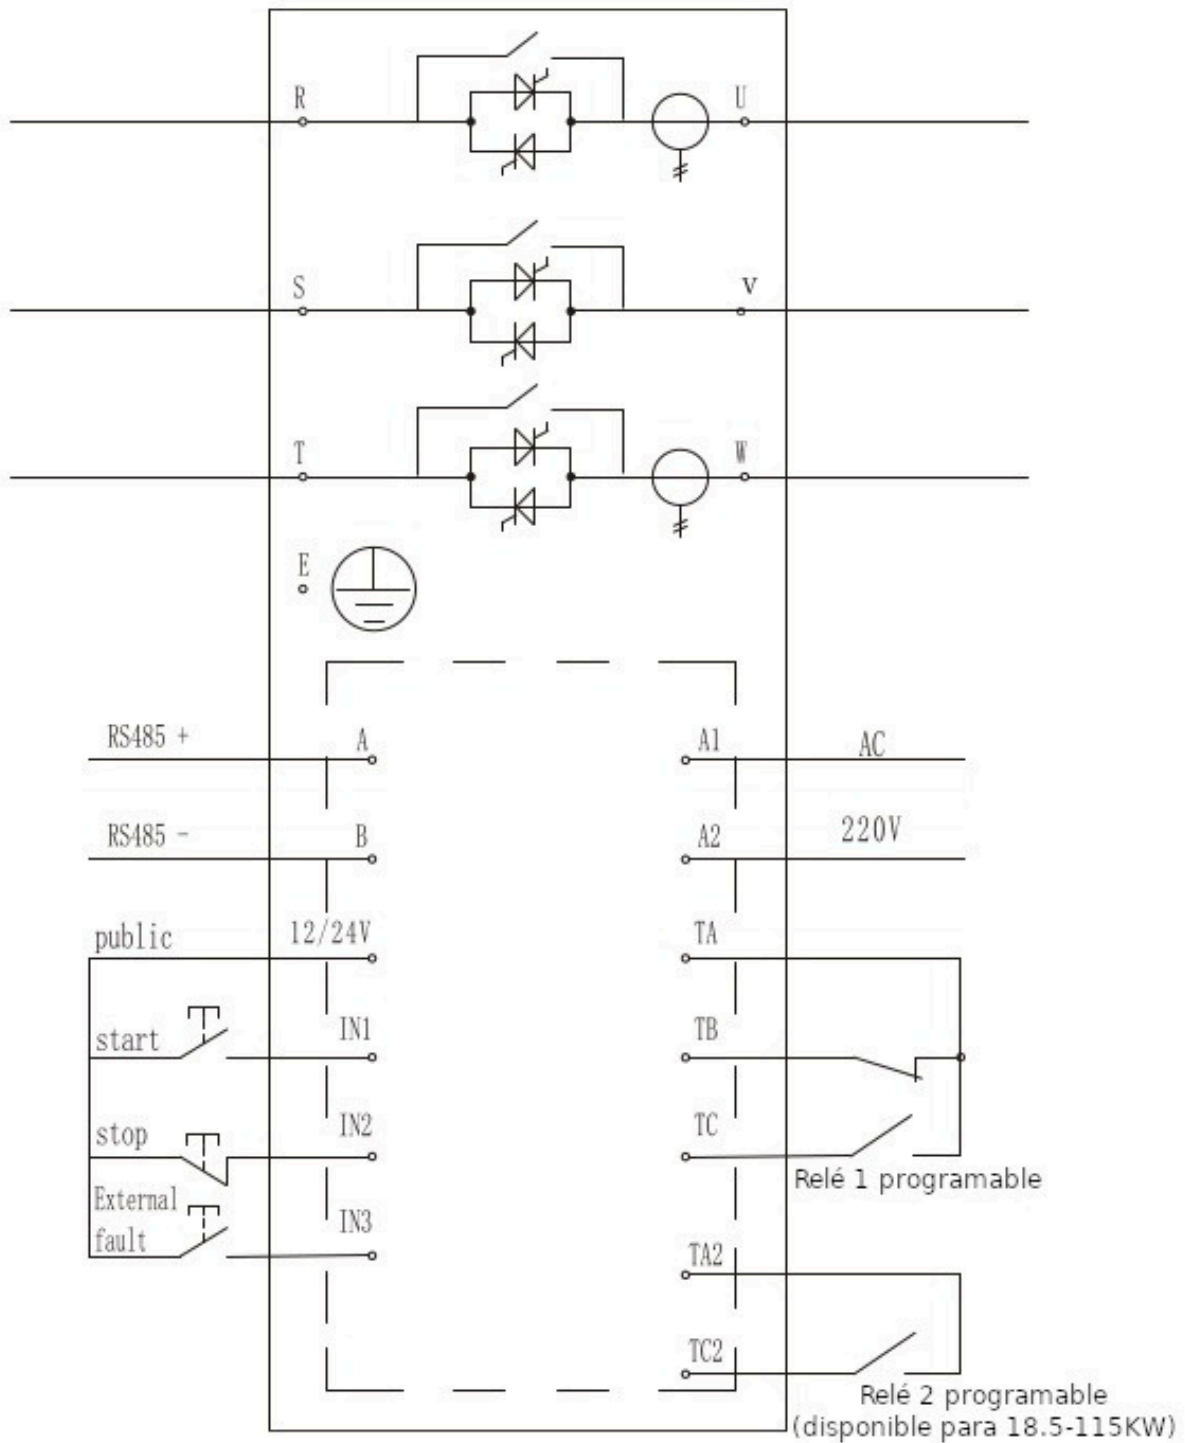 R
U
S
V
T
W
E
RS485 +
A
A1
AC
RS485 -
B
A2
220V
public
12/24V
TA
start
IN1
TB
stop
IN2
TC
Relé 1 programable
External
fault
IN3
TA2
TC2
Relé 2 programable
(disponible para 18.5-115KW)